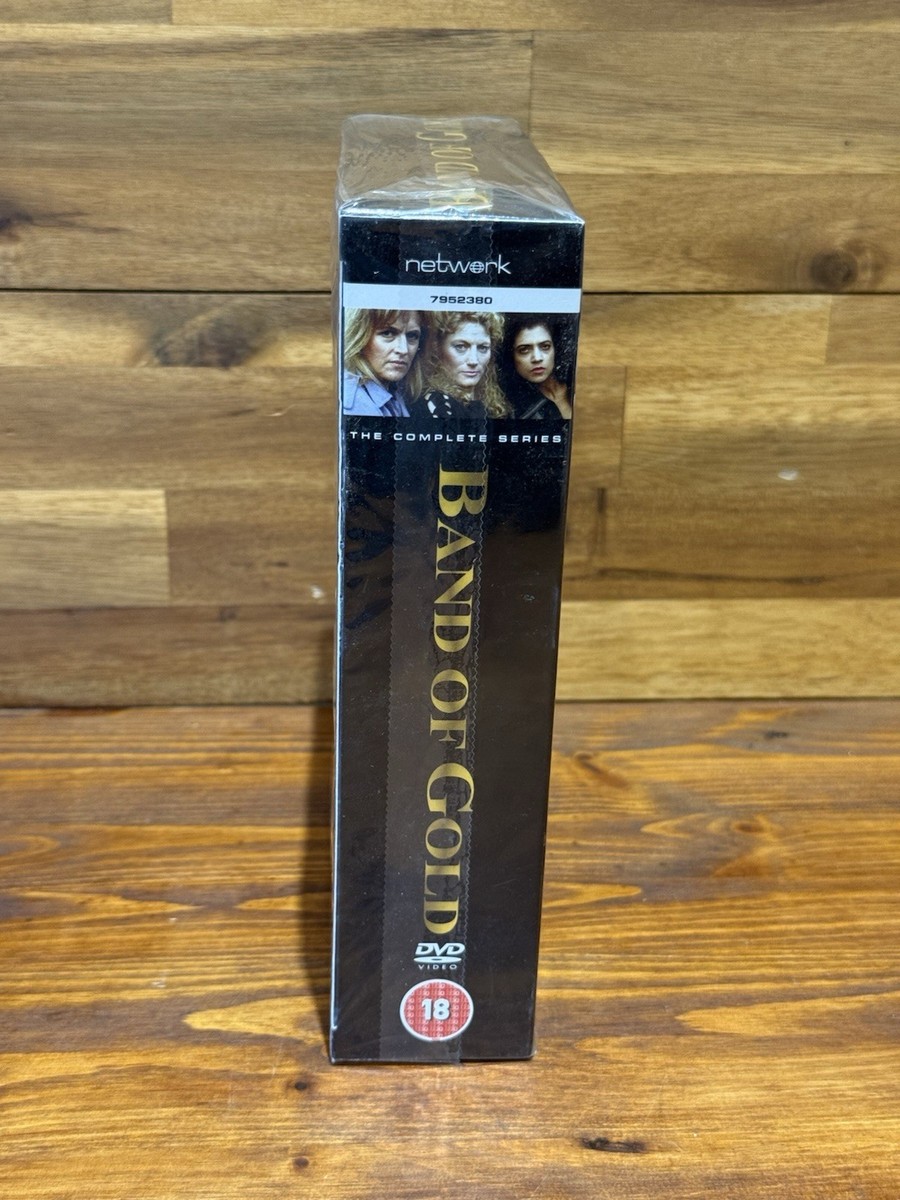 network
7952380
THE COMPLETE SERIES
BAND OF GOLD
DVD
VIDEO
18